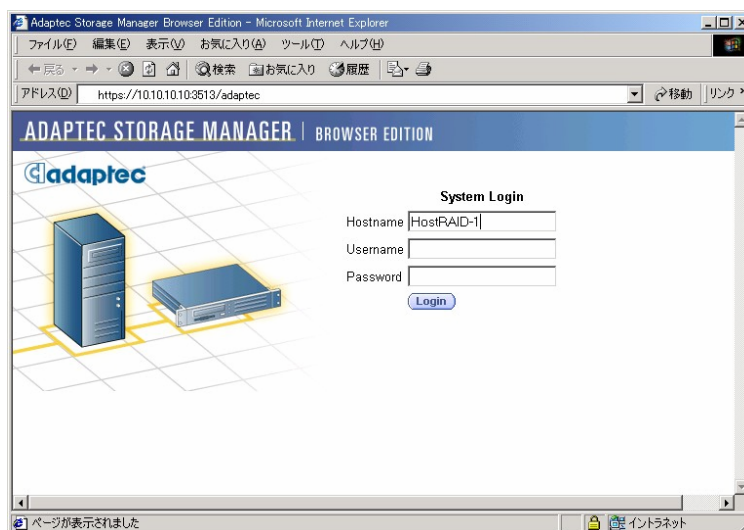 Adaptec Storage Manager Browser Edition - Microsoft Internet Explorer
ファイル(F) 編集(E) 表示(V) お気に入り(A) ツール(T) ヘルプ(H)
戻る 検索 お気に入り 履歴
アドレス(D) https://10.10.10.10:3513/adaptec 移動 リンク
ADAPTEC STORAGE MANAGER BROWSER EDITION
adaptec
System Login
Hostname HostRAID-1
Username
Password
Login
ページが表示されました イントラネット